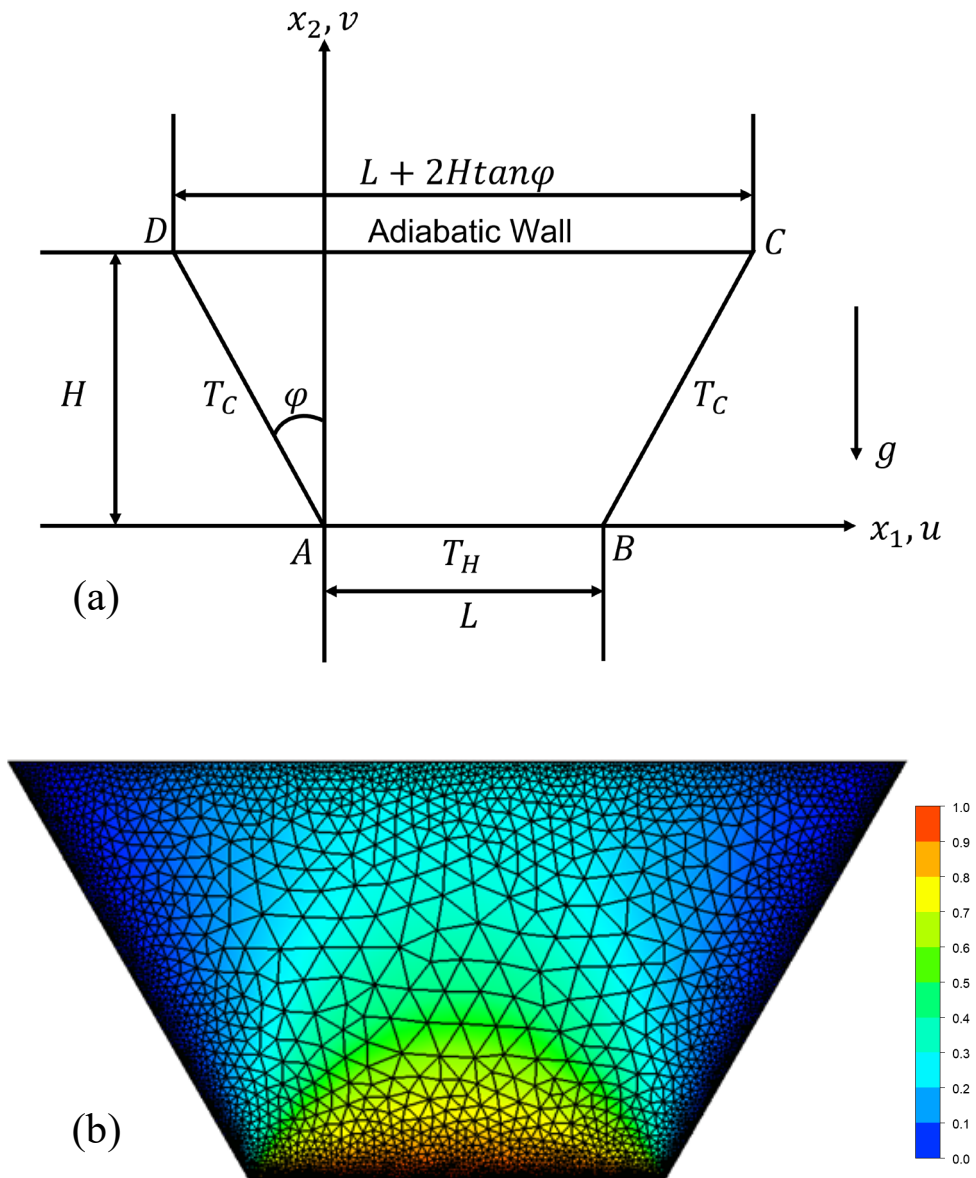 x₂, v
L + 2Htanφ
D
Adiabatic Wall
C
H
T_C
φ
T_C
g
A
T_H
B
x₁, u
(a)
L
1.0
0.9
0.8
0.7
0.6
0.5
0.4
0.3
0.2
0.1
0.0
(b)